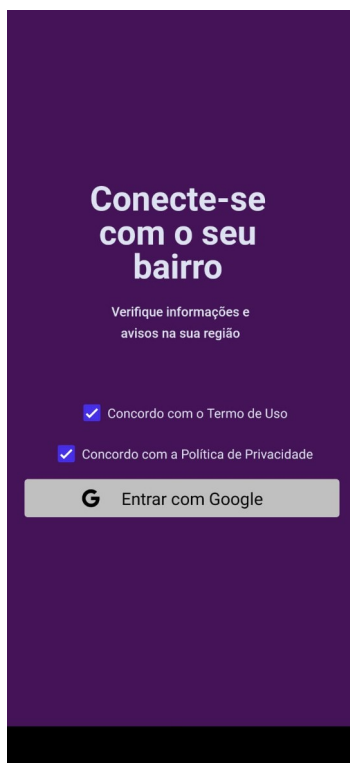 Conecte-se
com o seu
bairro
Verifique informações e
avisos na sua região
Concordo com o Termo de Uso
Concordo com a Política de Privacidade
G Entrar com Google